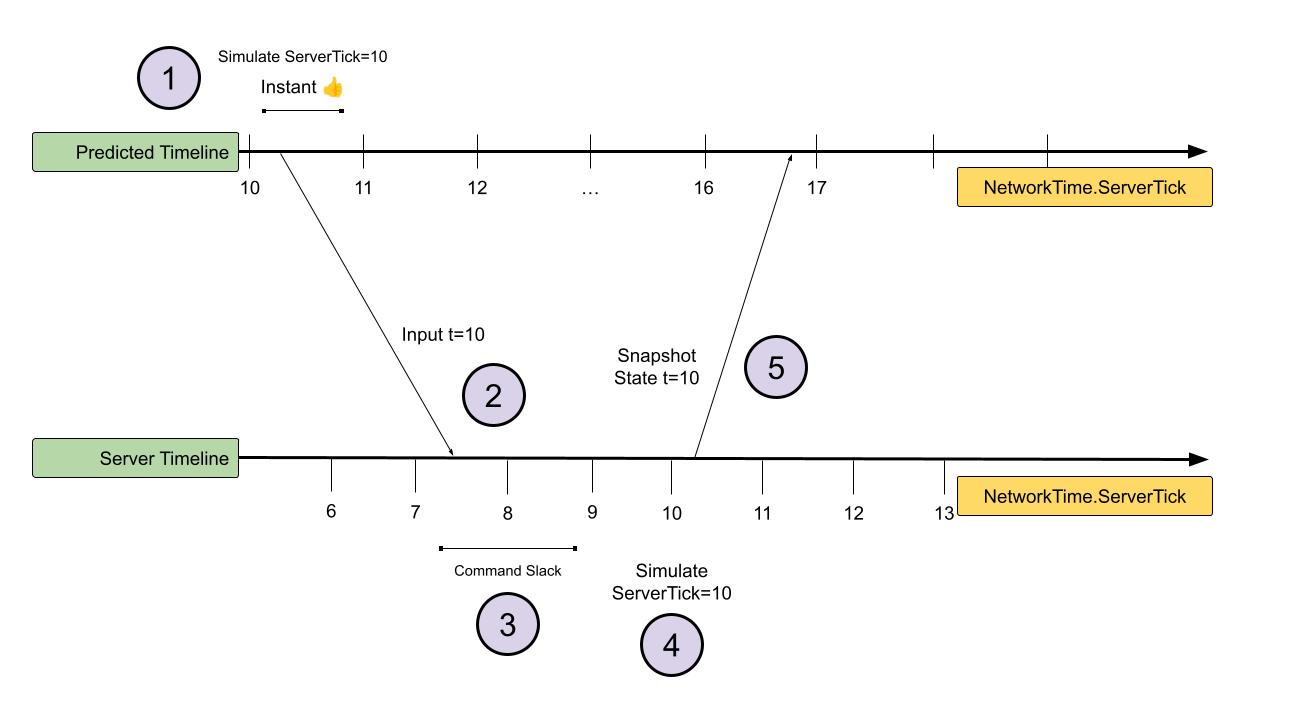 1
Simulate ServerTick=10
Instant 👍
Predicted Timeline
10
11
12
...
16
17
NetworkTime.ServerTick
Input t=10
2
Snapshot
State t=10
5
Server Timeline
6
7
8
9
10
11
12
13
NetworkTime.ServerTick
Command Slack
3
Simulate
ServerTick=10
4